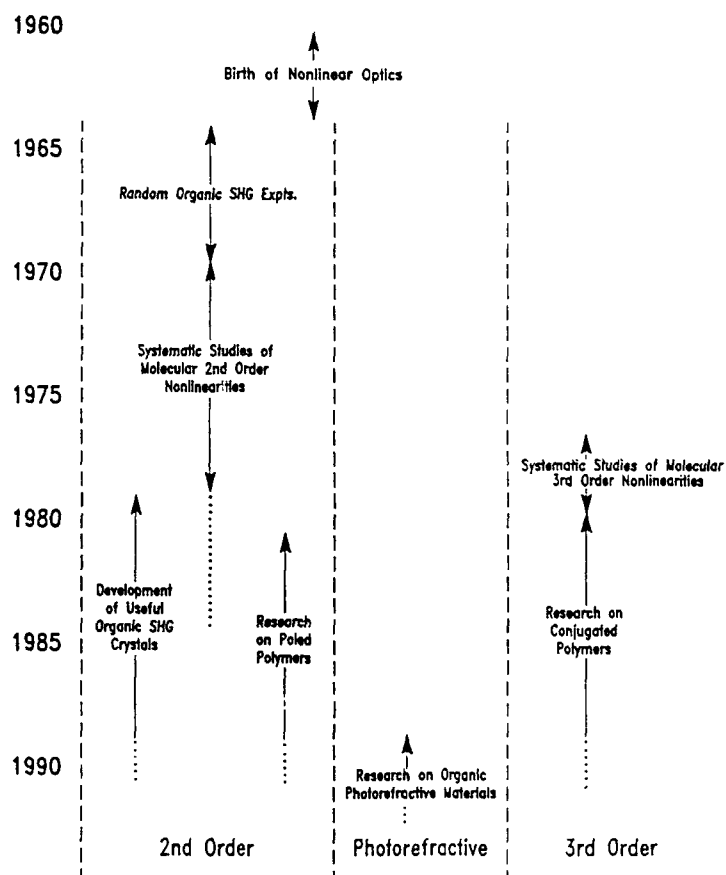 1960
Birth of Nonlinear Optics
1965
Random Organic SHG Expts.
1970
Systematic Studies of
Molecular 2nd Order
Nonlinearities
1975
Systematic Studies of Molecular
3rd Order Nonlinearities
1980
Development
of Useful
Organic SHG
Crystals
Research
on Poled
Polymers
Research on
Conjugated
Polymers
1985
1990
Research on Organic
Photorefractive Materials
2nd Order
Photorefractive
3rd Order